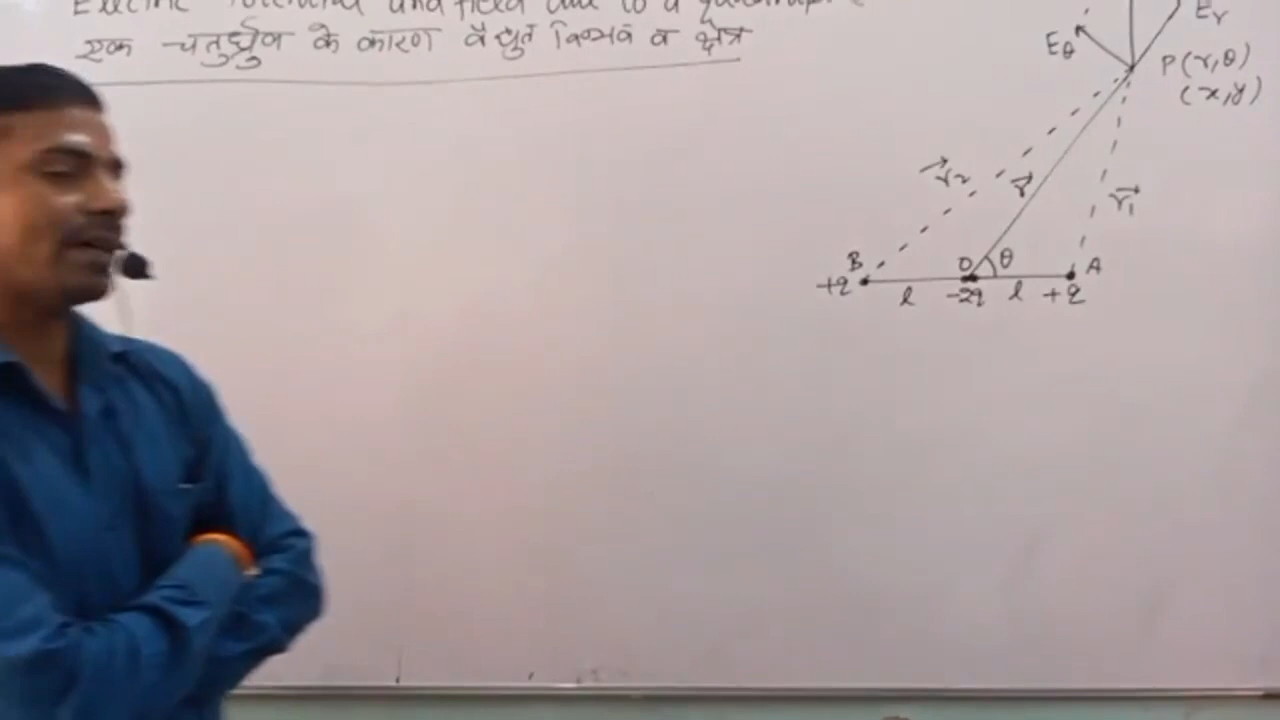 Electric Potential and field due to a quadrupole
एक चतुर्ध्रुव के कारण वैद्युत विभव व क्षेत्र
Er
Eθ
P(r,θ)
(x,y)
r2
r
r1
B
O
θ
A
+q
l
-2q
l
+q